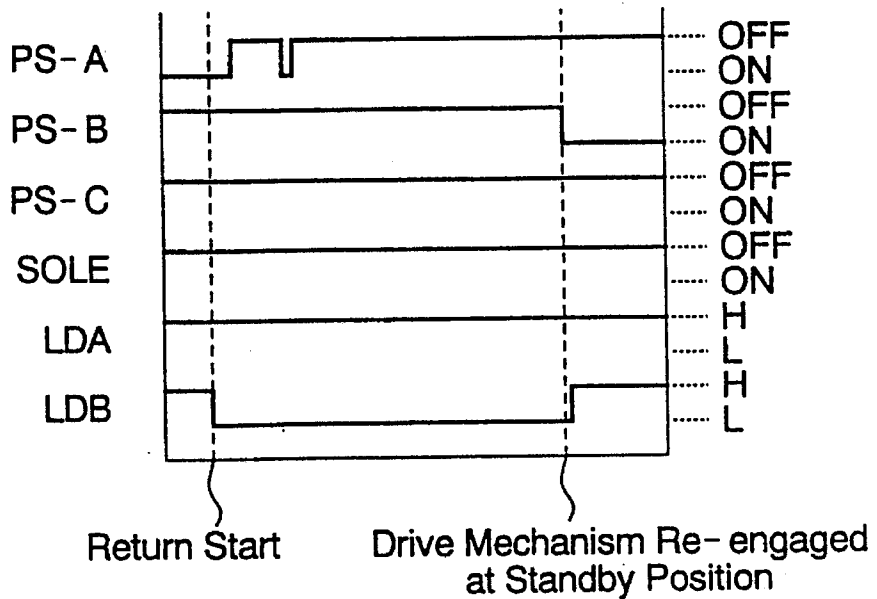 PS-A OFF
ON
PS-B OFF
ON
PS-C OFF
ON
SOLE OFF
ON
LDA H
L
LDB H
L
Return Start
Drive Mechanism Re-engaged
at Standby Position